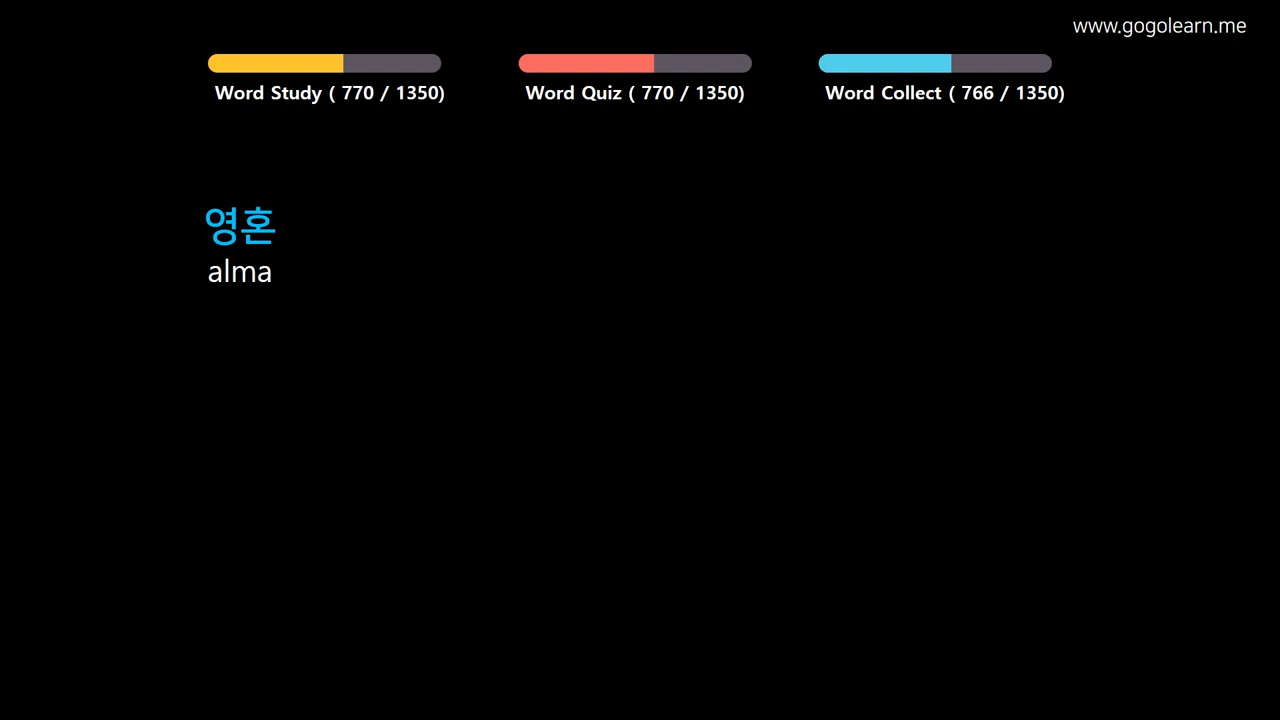 www.gogolearn.me
Word Study ( 770 / 1350)
Word Quiz ( 770 / 1350)
Word Collect ( 766 / 1350)
영혼
alma